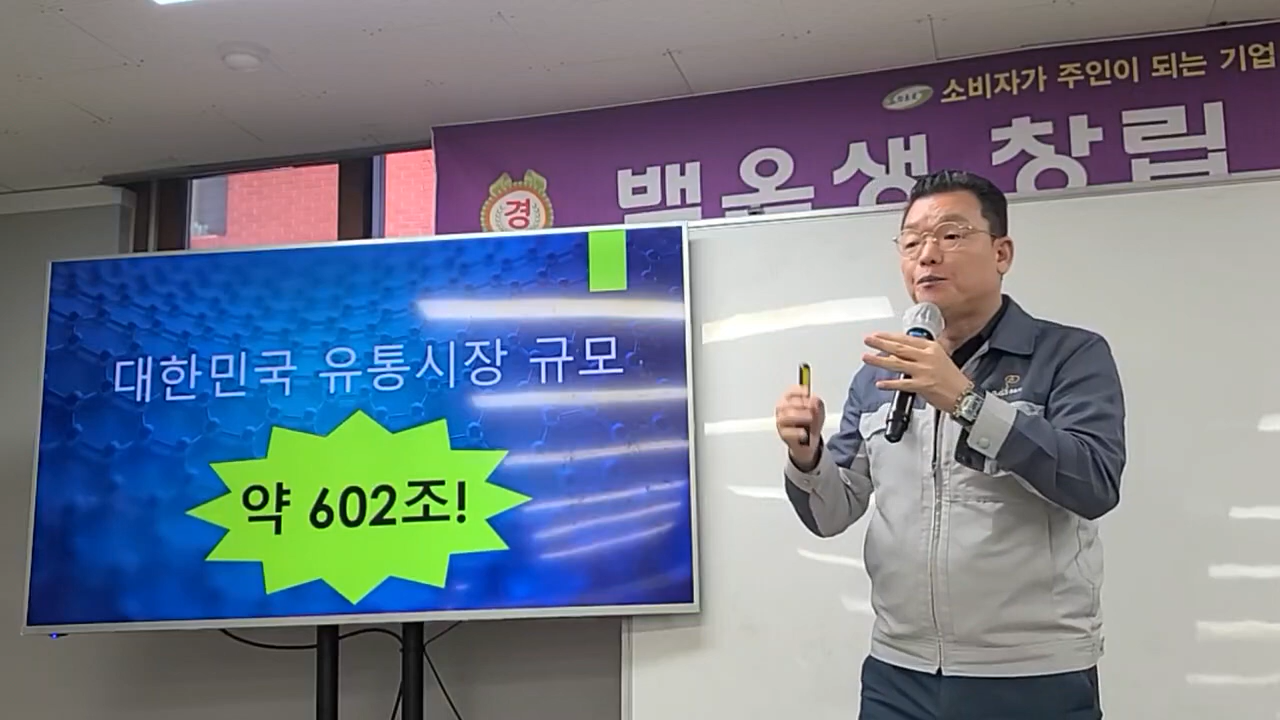 소비자가 주인이 되는 기업
백옥생 창립
경
대한민국 유통시장 규모
약 602조!